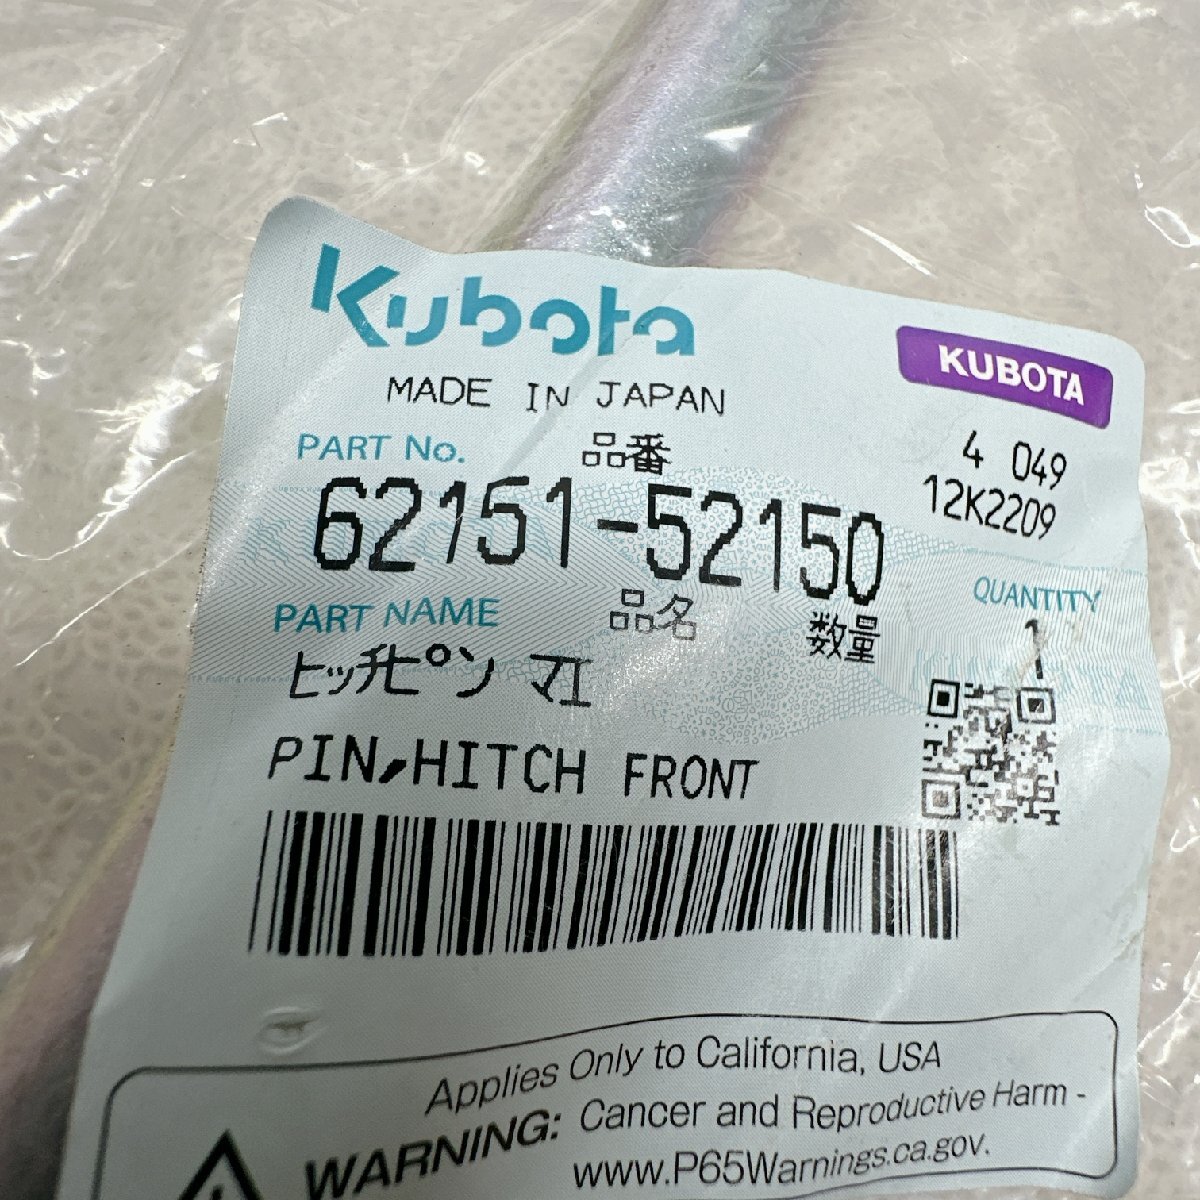 Kubota
KUBOTA
MADE IN JAPAN
4 049
PART No. 品番
12K2209
62151-52150
QUANTITY
PART NAME 品名 数量
1
ヒッチピン マエ
PIN,HITCH FRONT
Applies Only to California, USA
WARNING: Cancer and Reproductive Harm -
www.P65Warnings.ca.gov.